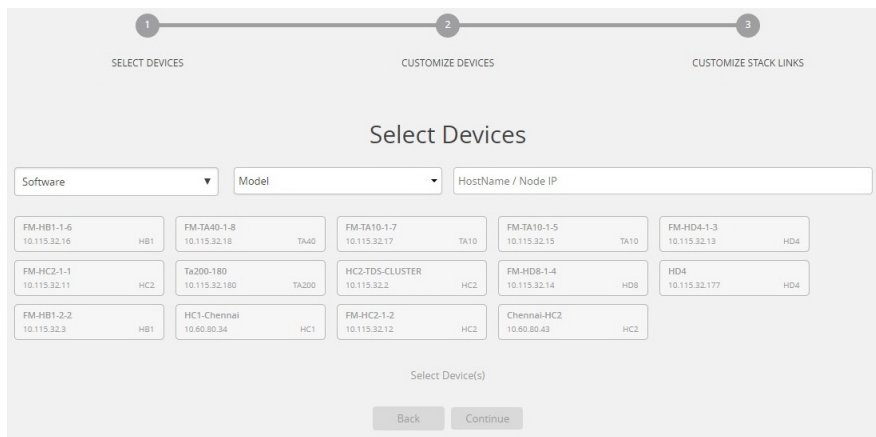 1 2 3
SELECT DEVICES CUSTOMIZE DEVICES CUSTOMIZE STACK LINKS
Select Devices
Software Model HostName / Node IP
FM-HB1-1-6 FM-TA40-1-8 FM-TA10-1-7 FM-TA10-1-5 FM-HD4-1-3
10.115.32.16 HB1 10.115.32.18 TA40 10.115.32.17 TA10 10.115.32.15 TA10 10.115.32.13 HD4
FM-HC2-1-1 Ta200-180 HC2-TDS-CLUSTER FM-HD8-1-4 HD4
10.115.32.11 HC2 10.115.32.180 TA200 10.115.32.2 HC2 10.115.32.14 HD8 10.115.32.177 HD4
FM-HB1-2-2 HC1-Chennai FM-HC2-1-2 Chennai-HC2
10.115.32.3 HB1 10.60.80.34 HC1 10.115.32.12 HC2 10.60.80.43 HC2
Select Device(s)
Back Continue